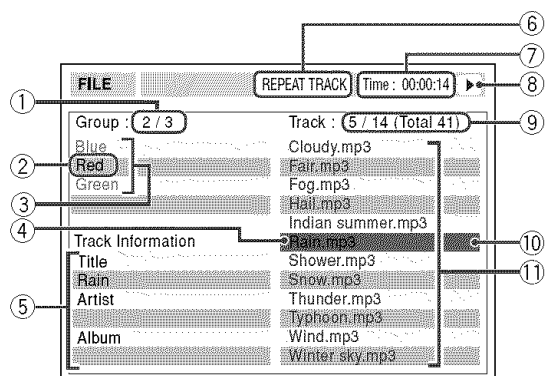 ⑥
⑦
FILE REPEAT TRACK Time : 00:00:14 ⑧
①
Group : 2 / 3 Track : 5 / 14 (Total 41) ⑨
Blue Cloudy.mp3
② Red Fair.mp3
Green Fog.mp3
③ Hail.mp3
④ Indian summer.mp3
Track Information Rain.mp3 ⑩
Title Shower.mp3
Rain Snow.mp3 ⑪
⑤ Artist Thunder.mp3
Typhoon.mp3
Album Wind.mp3
Winter sky.mp3